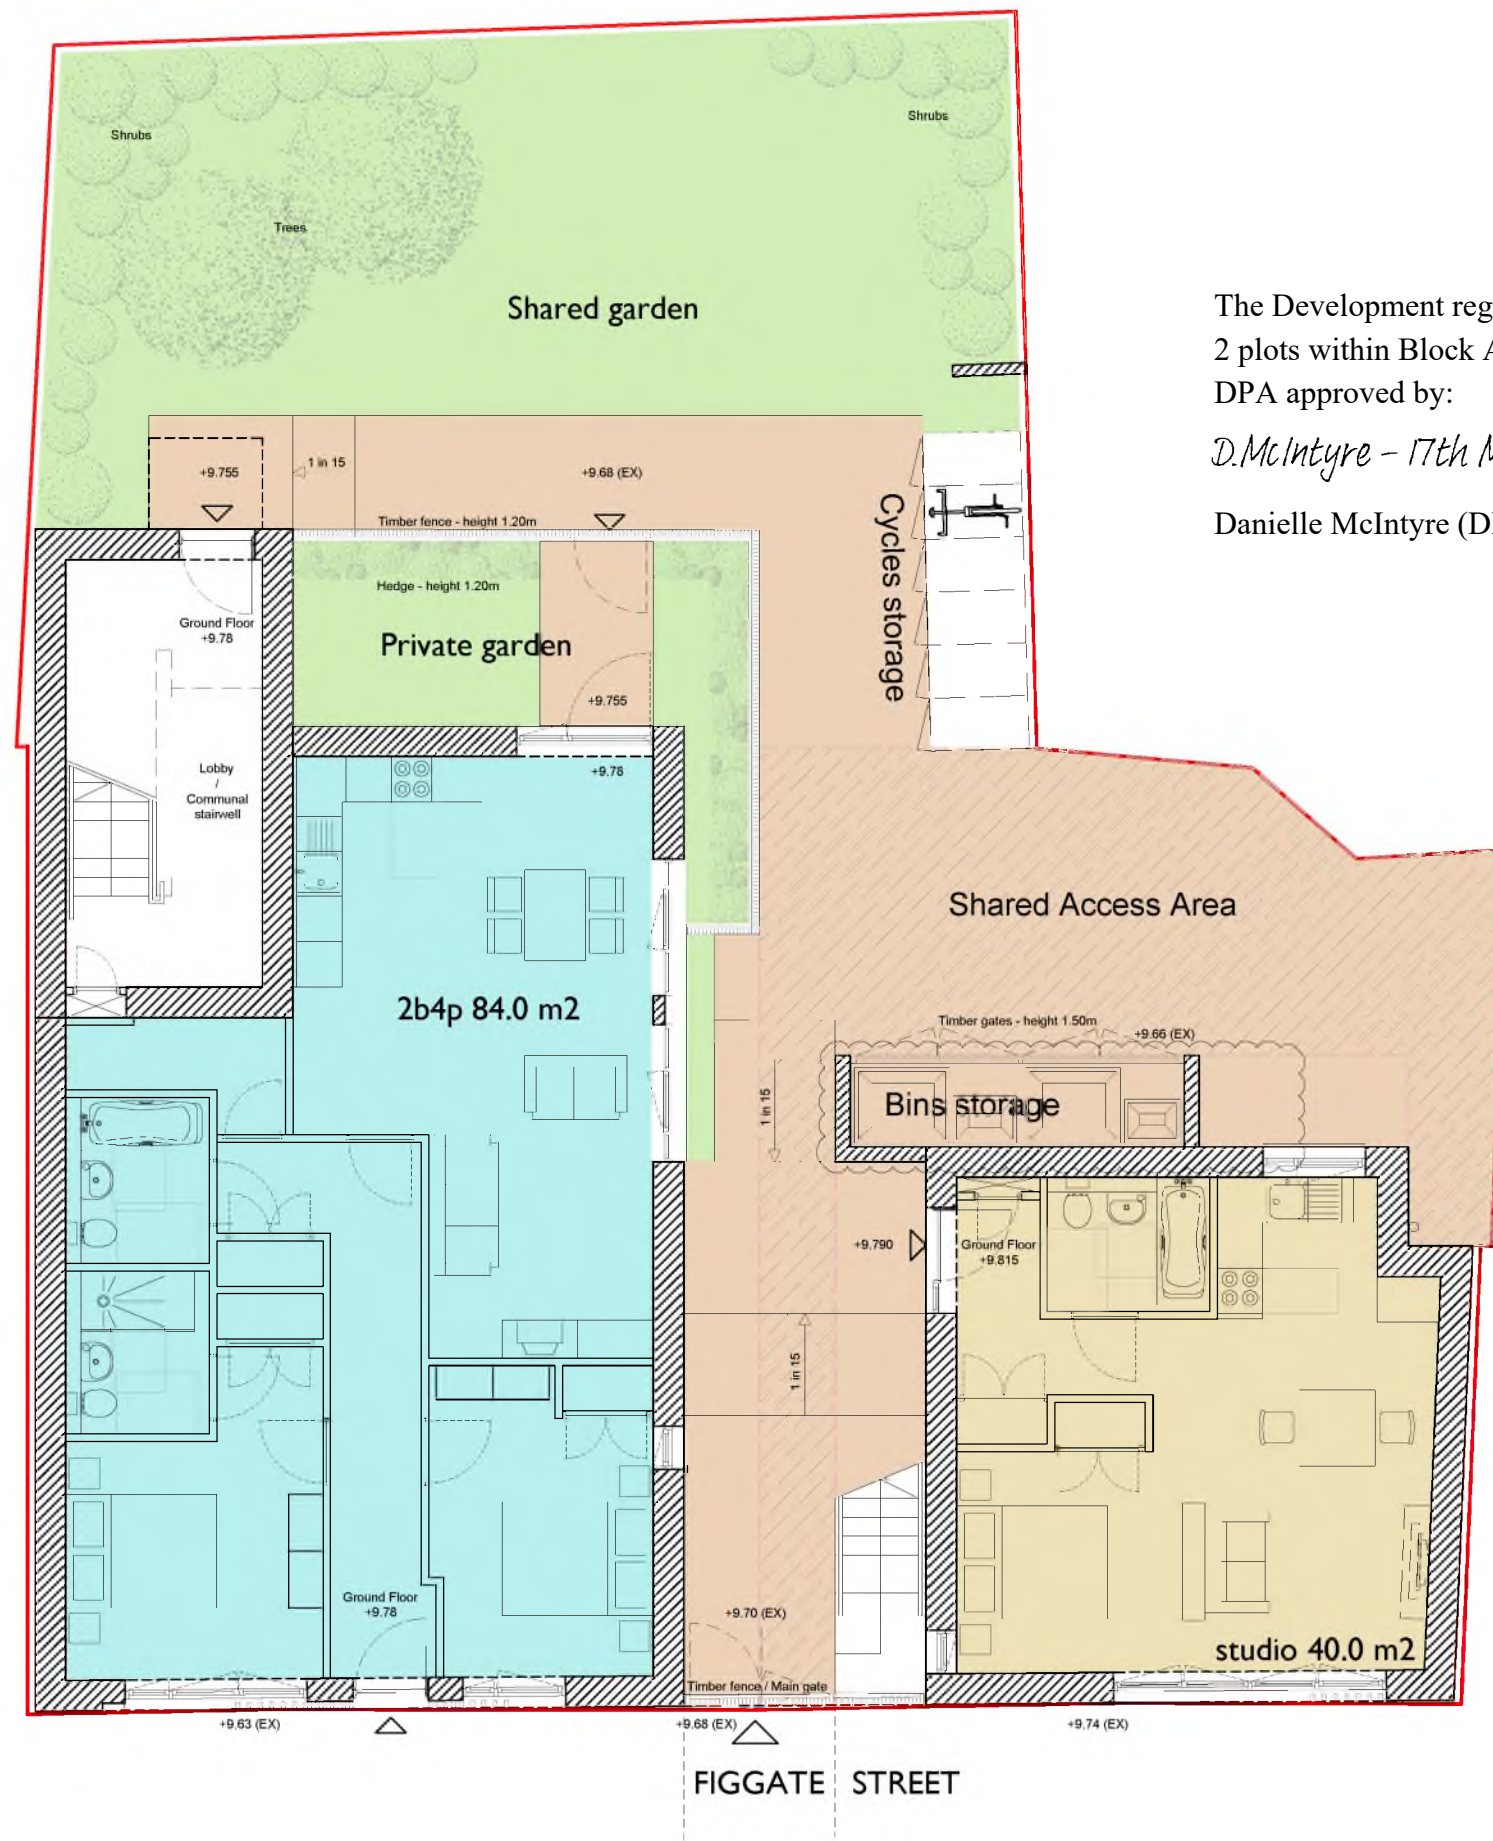 Shrubs
Shrubs
Trees
Shared garden
The Development reg
2 plots within Block A
DPA approved by:
D.McIntyre - 17th M
Danielle McIntyre (D
+9.755
1 in 15
+9.68 (EX)
Timber fence - height 1.20m
Cycles storage
Hedge - height 1.20m
Ground Floor
+9.78
Private garden
+9.755
Lobby
/
Communal
stairwell
+9.78
Shared Access Area
2b4p 84.0 m2
Timber gates - height 1.50m
+9.66 (EX)
Bins storage
1 in 15
+9.790
Ground Floor
+9.815
1 in 15
Ground Floor
+9.78
+9.70 (EX)
studio 40.0 m2
Timber fence / Main gate
+9.63 (EX)
+9.68 (EX)
+9.74 (EX)
FIGGATE STREET